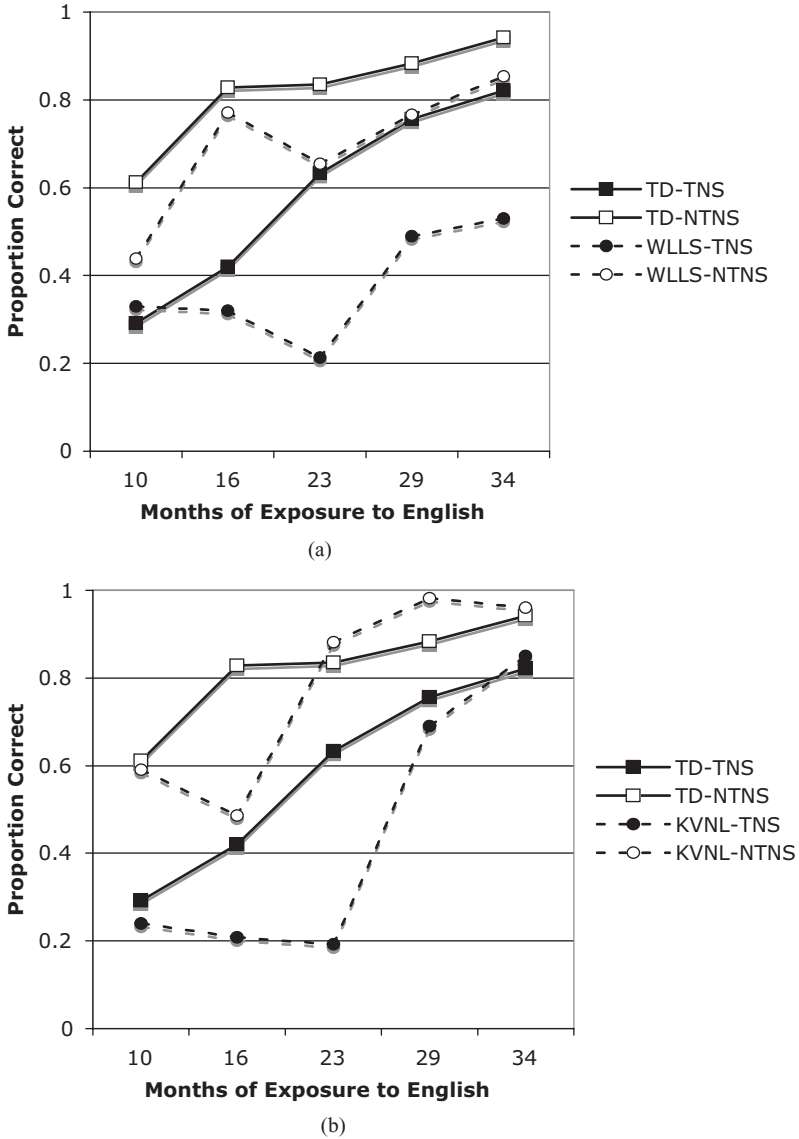 1
0.8
0.6
0.4
0.2
0
Proportion Correct
10 16 23 29 34
Months of Exposure to English
TD-TNS
TD-NTNS
WLLS-TNS
WLLS-NTNS
(a)
1
0.8
0.6
0.4
0.2
0
Proportion Correct
10 16 23 29 34
Months of Exposure to English
TD-TNS
TD-NTNS
KVNL-TNS
KVNL-NTNS
(b)